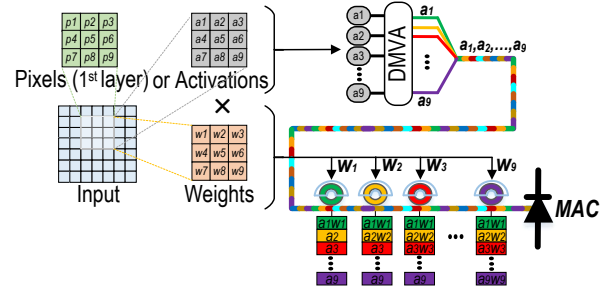 p1 p2 p3
p4 p5 p6
p7 p8 p9
a1 a2 a3
a4 a5 a6
a7 a8 a9
Pixels (1st layer) or Activations
×
Input
w1 w2 w3
w4 w5 w6
w7 w8 w9
Weights
a1
a2
a3
a9
DMVA
a1
a9
a1,a2,...,a9
W1 W2 W3 W9
MAC
a1w1 a1w1 a1w1 a1w1
a2 a2w2 a2w2 a2w2
a3 a3 a3w3 a3w3
...
a9 a9 a9 a9w9